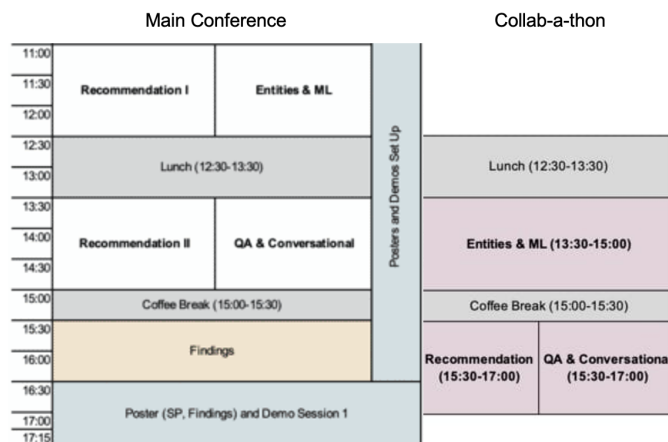 Main Conference
Collab-a-thon
11:00
11:30
12:00
12:30
13:00
13:30
14:00
14:30
15:00
15:30
16:00
16:30
17:00
17:15
Recommendation I
Entities & ML
Lunch (12:30-13:30)
Recommendation II
QA & Conversational
Coffee Break (15:00-15:30)
Findings
Poster (SP, Findings) and Demo Session 1
Posters and Demos Set Up
Lunch (12:30-13:30)
Entities & ML (13:30-15:00)
Coffee Break (15:00-15:30)
Recommendation
(15:30-17:00)
QA & Conversationa
(15:30-17:00)